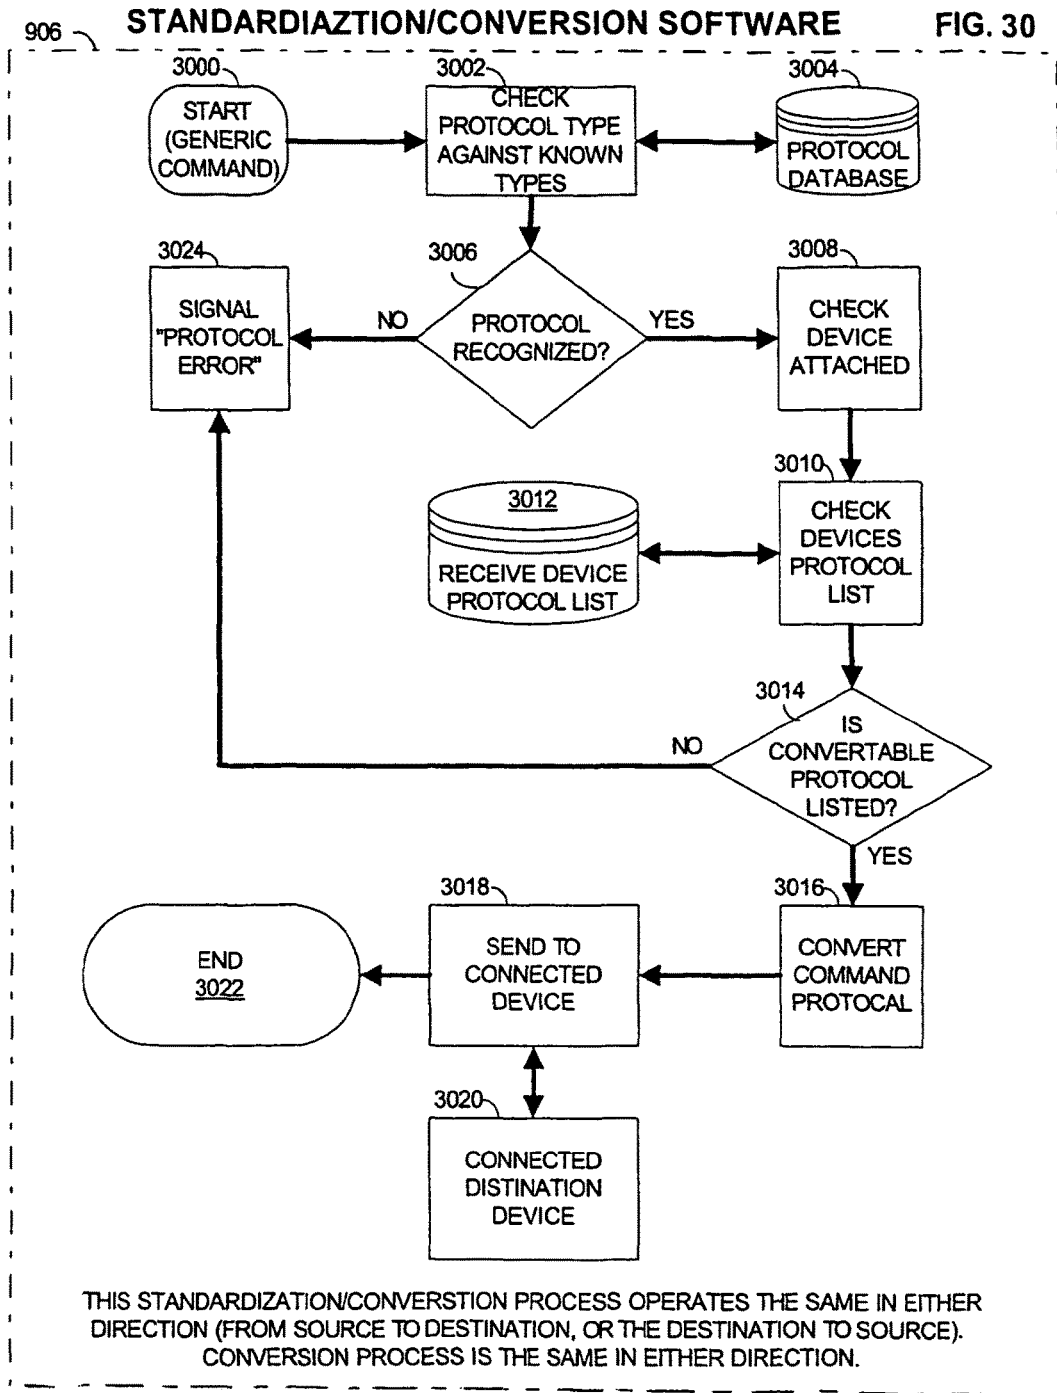 STANDARDIAZTION/CONVERSION SOFTWARE
FIG. 30
906
3000
START
(GENERIC
COMMAND)
3002
CHECK
PROTOCOL TYPE
AGAINST KNOWN
TYPES
3004
PROTOCOL
DATABASE
3024
SIGNAL
"PROTOCOL
ERROR"
NO
3006
PROTOCOL
RECOGNIZED?
YES
3008
CHECK
DEVICE
ATTACHED
3012
RECEIVE DEVICE
PROTOCOL LIST
3010
CHECK
DEVICES
PROTOCOL
LIST
NO
3014
IS
CONVERTABLE
PROTOCOL
LISTED?
YES
END
3022
3018
SEND TO
CONNECTED
DEVICE
3016
CONVERT
COMMAND
PROTOCAL
3020
CONNECTED
DISTINATION
DEVICE
THIS STANDARDIZATION/CONVERSTION PROCESS OPERATES THE SAME IN EITHER
DIRECTION (FROM SOURCE TO DESTINATION, OR THE DESTINATION TO SOURCE).
CONVERSION PROCESS IS THE SAME IN EITHER DIRECTION.